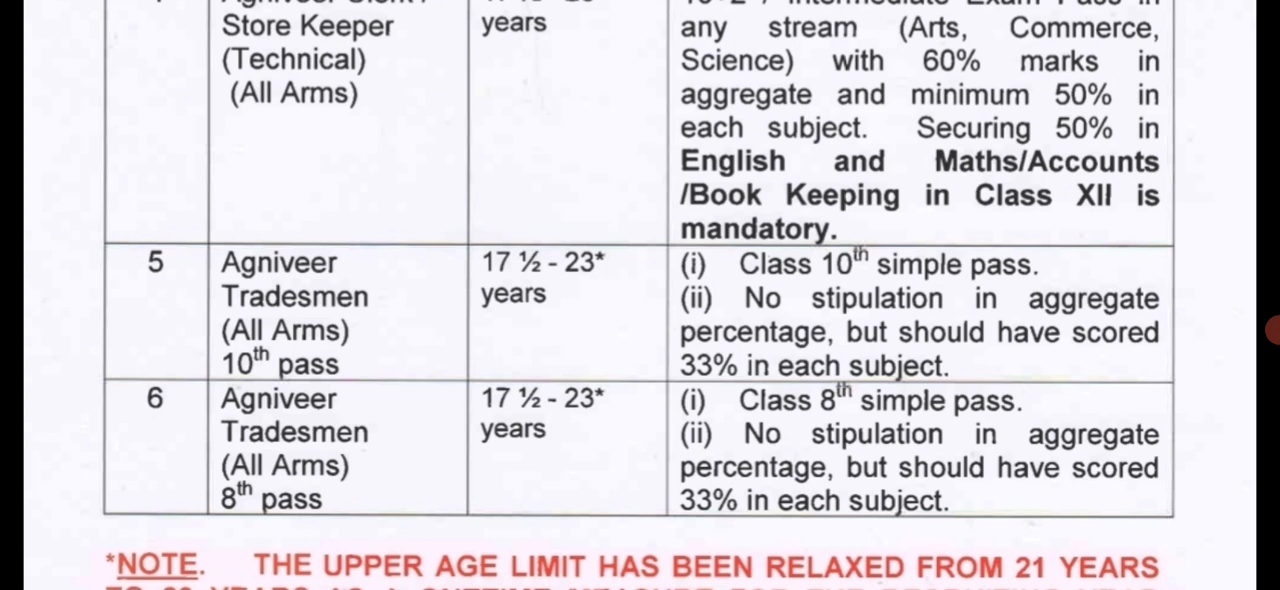 Store Keeper
(Technical)
(All Arms)
years
any stream (Arts, Commerce,
Science) with 60% marks in
aggregate and minimum 50% in
each subject. Securing 50% in
English and Maths/Accounts
/Book Keeping in Class XII is
mandatory.
5
Agniveer
Tradesmen
(All Arms)
10th pass
17 ½ - 23*
years
(i) Class 10th simple pass.
(ii) No stipulation in aggregate
percentage, but should have scored
33% in each subject.
6
Agniveer
Tradesmen
(All Arms)
8th pass
17 ½ - 23*
years
(i) Class 8th simple pass.
(ii) No stipulation in aggregate
percentage, but should have scored
33% in each subject.
*NOTE. THE UPPER AGE LIMIT HAS BEEN RELAXED FROM 21 YEARS